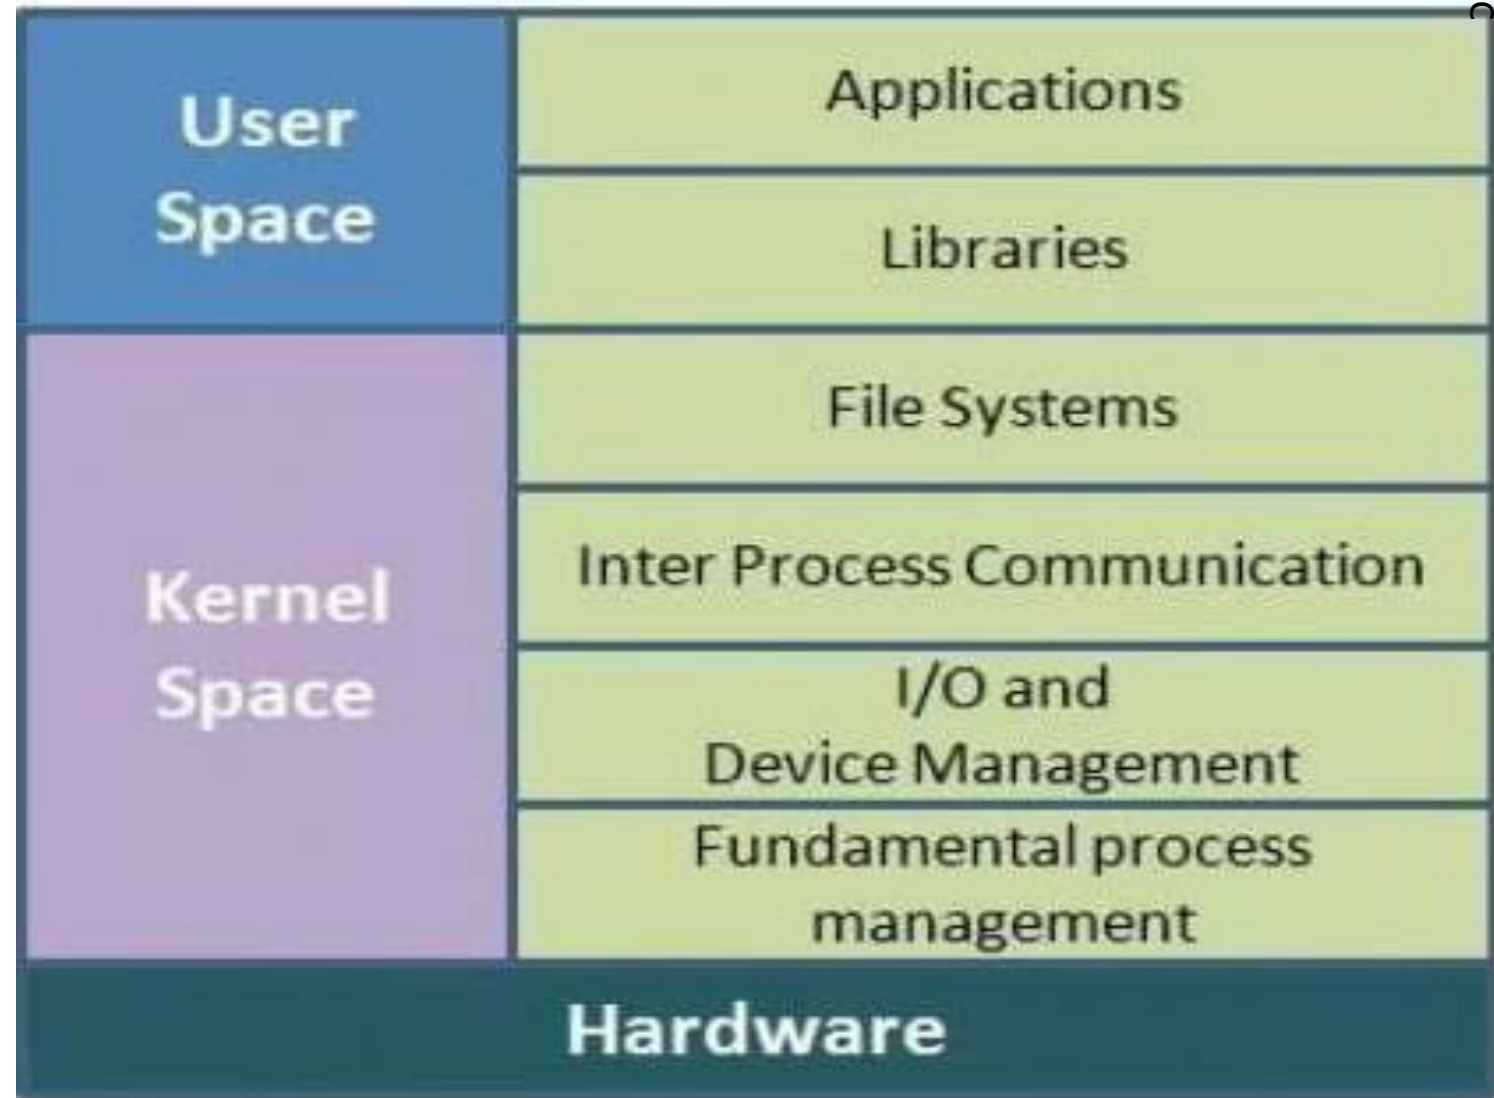 User
Space
Applications
Libraries
Kernel
Space
File Systems
Inter Process Communication
I/O and
Device Management
Fundamental process
management
Hardware